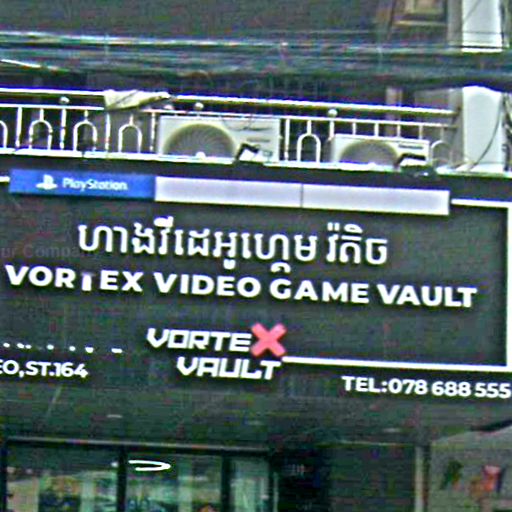 PlayStation
ហាងវីដេអូហ្គេម វ៉តិច
VORTEX VIDEO GAME VAULT
VORTEX
VAULT
EO,ST.164
TEL:078 688 555